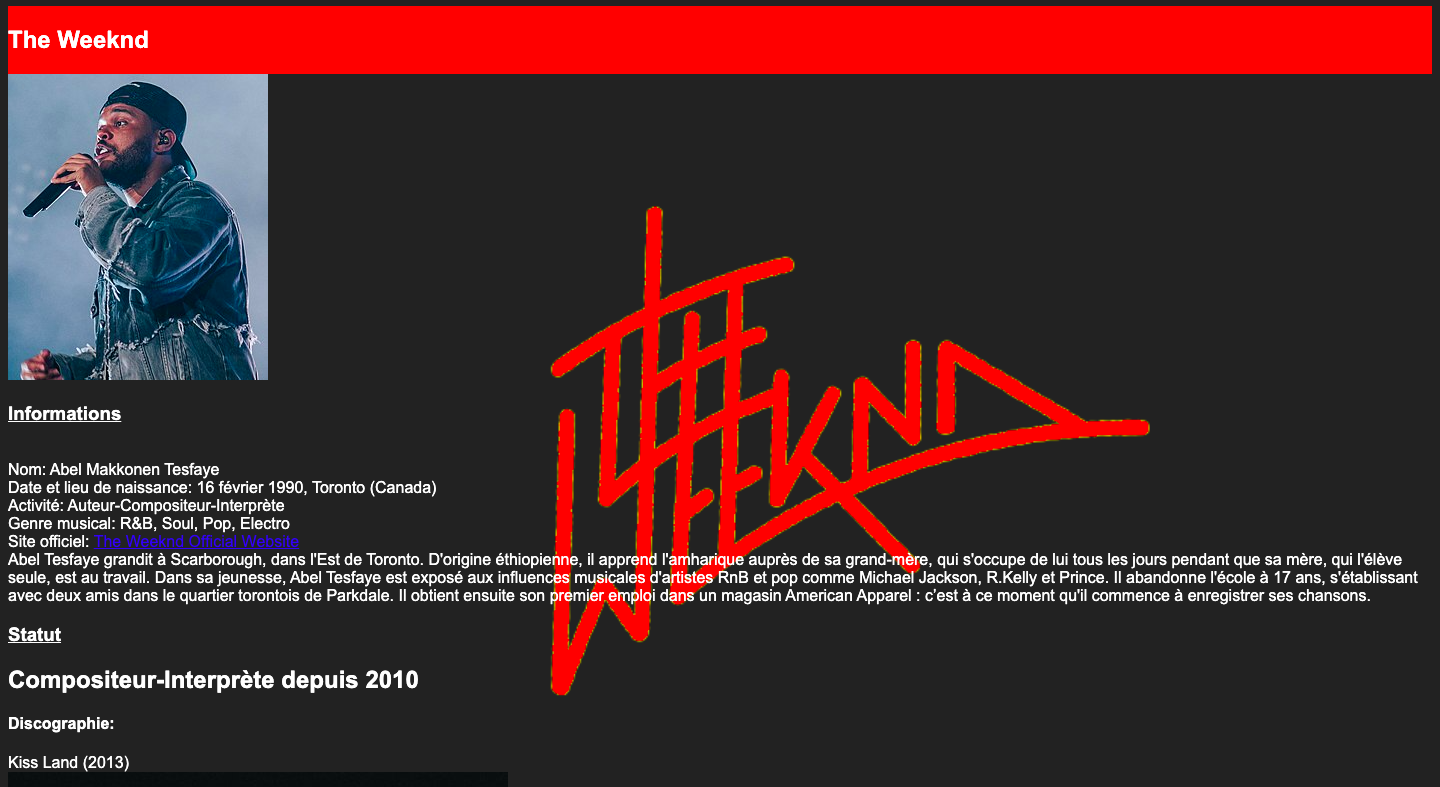 The Weeknd
THE
WEEKND
Informations
Nom: Abel Makkonen Tesfaye
Date et lieu de naissance: 16 février 1990, Toronto (Canada)
Activité: Auteur-Compositeur-Interprète
Genre musical: R&B, Soul, Pop, Electro
Site officiel: The Weeknd Official Website
Abel Tesfaye grandit à Scarborough, dans l'Est de Toronto. D'origine éthiopienne, il apprend l'amharique auprès de sa grand-mère, qui s'occupe de lui tous les jours pendant que sa mère, qui l'élève
seule, est au travail. Dans sa jeunesse, Abel Tesfaye est exposé aux influences musicales d'artistes RnB et pop comme Michael Jackson, R.Kelly et Prince. Il abandonne l'école à 17 ans, s'établissant
avec deux amis dans le quartier torontois de Parkdale. Il obtient ensuite son premier emploi dans un magasin American Apparel : c’est à ce moment qu'il commence à enregistrer ses chansons.
Statut
Compositeur-Interprète depuis 2010
Discographie:
Kiss Land (2013)